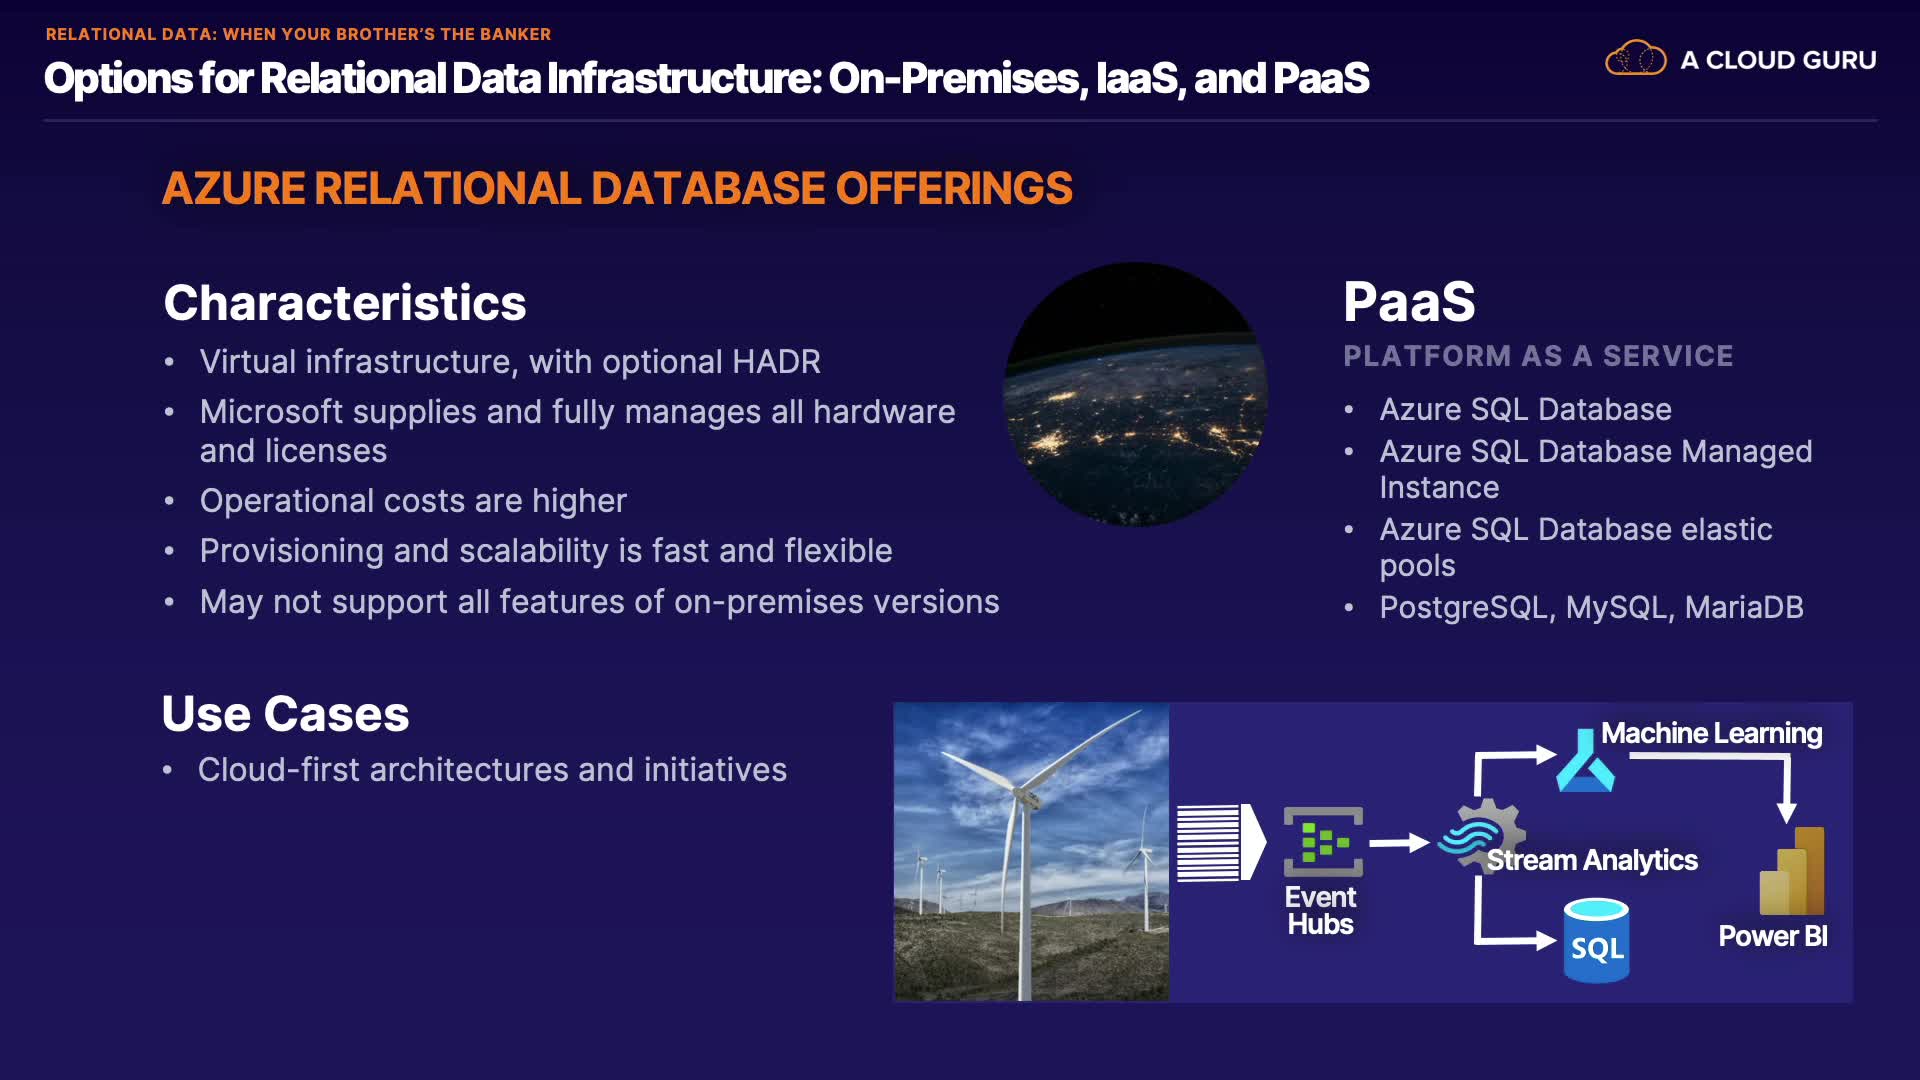 RELATIONAL DATA: WHEN YOUR BROTHER'S THE BANKER
Options for Relational Data Infrastructure: On-Premises, IaaS, and PaaS
A CLOUD GURU
AZURE RELATIONAL DATABASE OFFERINGS
Characteristics
• Virtual infrastructure, with optional HADR
• Microsoft supplies and fully manages all hardware
and licenses
• Operational costs are higher
• Provisioning and scalability is fast and flexible
• May not support all features of on-premises versions
PaaS
PLATFORM AS A SERVICE
• Azure SQL Database
• Azure SQL Database Managed
Instance
• Azure SQL Database elastic
pools
• PostgreSQL, MySQL, MariaDB
Use Cases
• Cloud-first architectures and initiatives
Event
Hubs
Machine Learning
Stream Analytics
SQL
Power BI